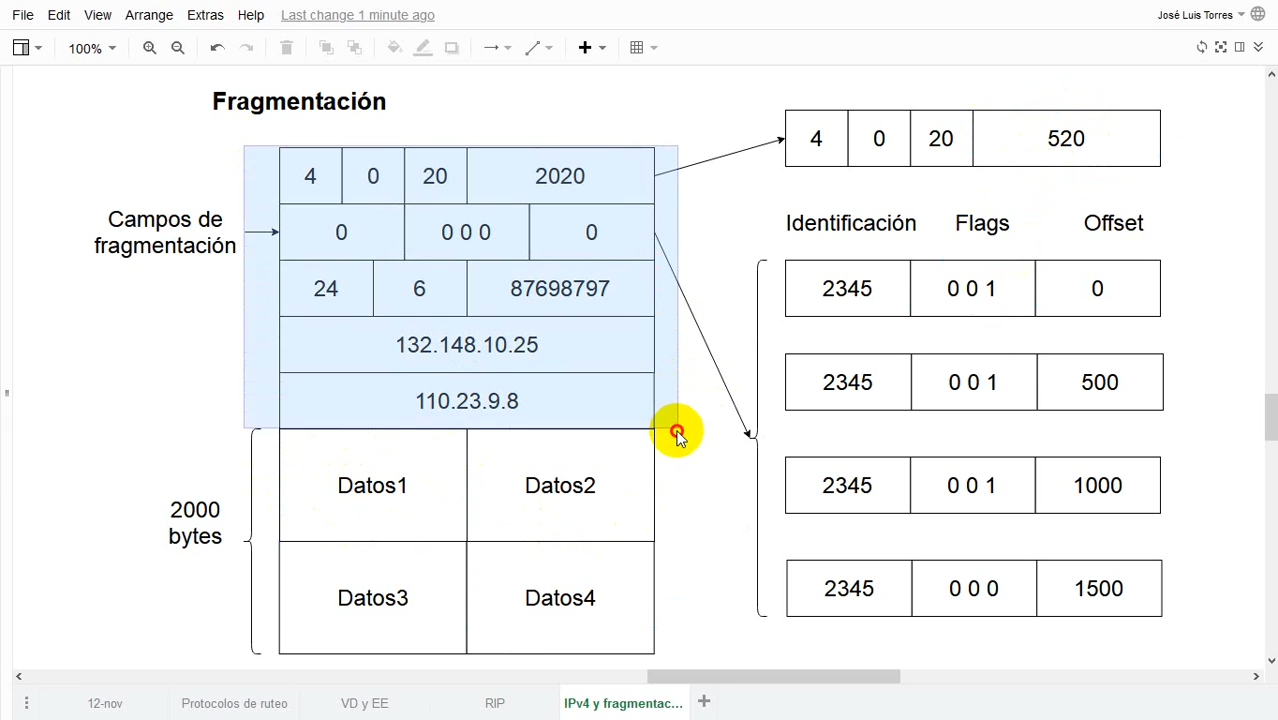 File Edit View Arrange Extras Help Last change 1 minute ago José Luis Torres
100%
Fragmentación
4 0 20 2020
0 0 0 0 0
24 6 87698797
132.148.10.25
110.23.9.8
Campos de
fragmentación
Datos1 Datos2
Datos3 Datos4
2000
bytes
4 0 20 520
Identificación Flags Offset
2345 0 0 1 0
2345 0 0 1 500
2345 0 0 1 1000
2345 0 0 0 1500
12-nov Protocolos de ruteo VD y EE RIP IPv4 y fragmentac...